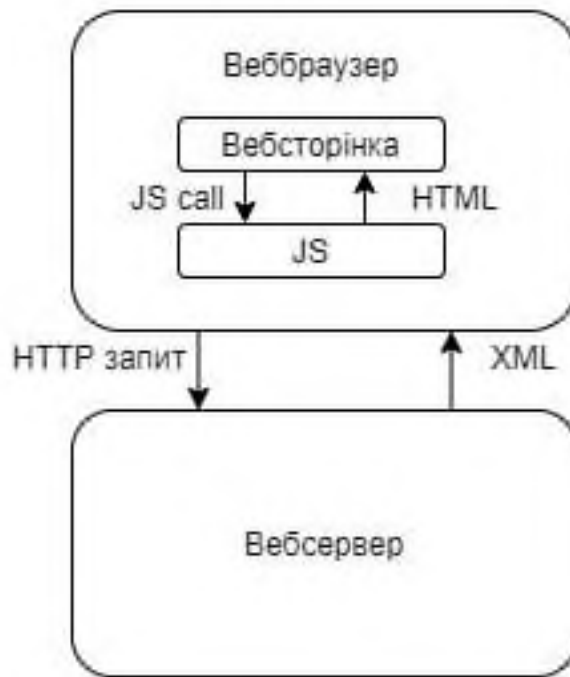 Веббраузер
Вебсторінка
JS call
HTML
JS
HTTP запит
XML
Вебсервер